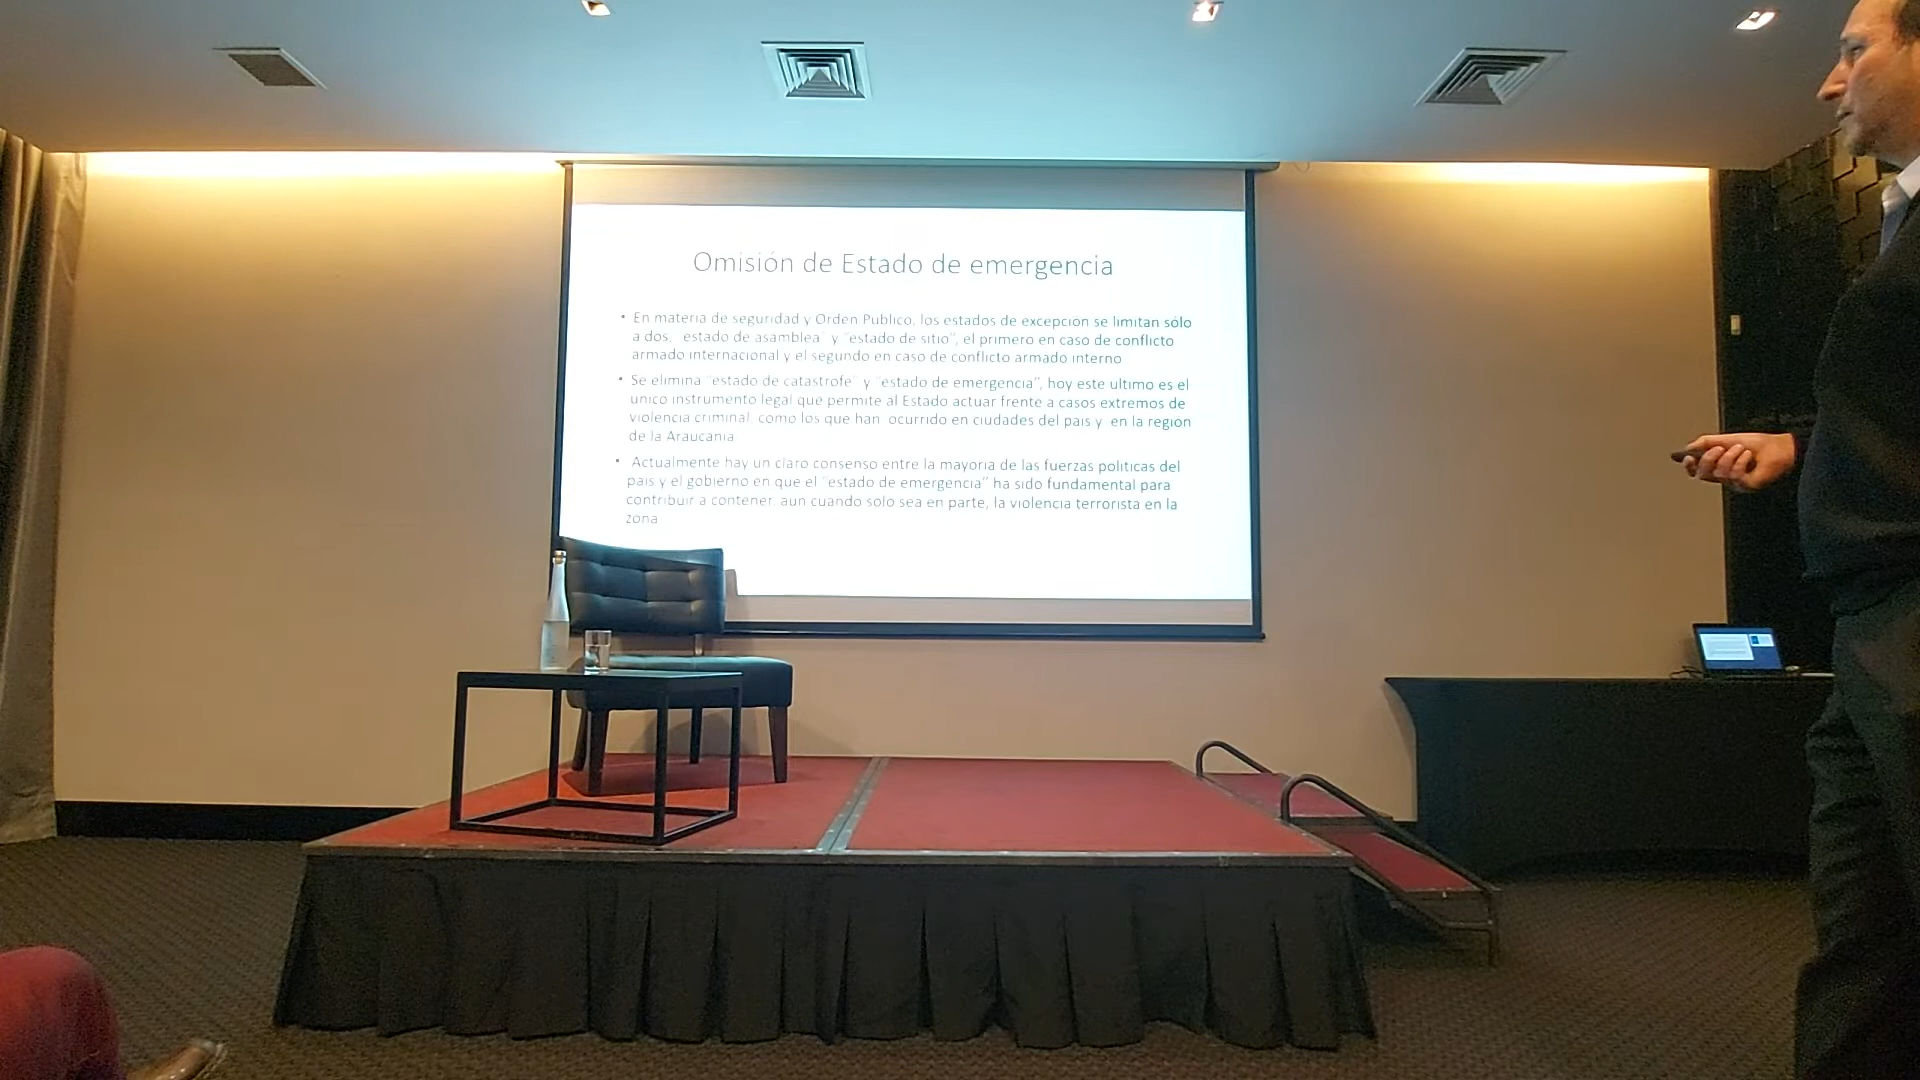 Omisión de Estado de emergencia
• En materia de seguridad y Orden Publico, los estados de excepción se limitan sólo
a dos, "estado de asamblea" y "estado de sitio", el primero en caso de conflicto
armado internacional y el segundo en caso de conflicto armado interno
• Se elimina "estado de catastrofe" y "estado de emergencia", hoy este ultimo es el
unico instrumento legal que permite al Estado actuar frente a casos extremos de
violencia criminal, como los que han ocurrido en ciudades del pais y en la region
de la Araucania
• Actualmente hay un claro consenso entre la mayoria de las fuerzas politicas del
pais y el gobierno en que el "estado de emergencia" ha sido fundamental para
contribuir a contener, aun cuando solo sea en parte, la violencia terrorista en la
zona